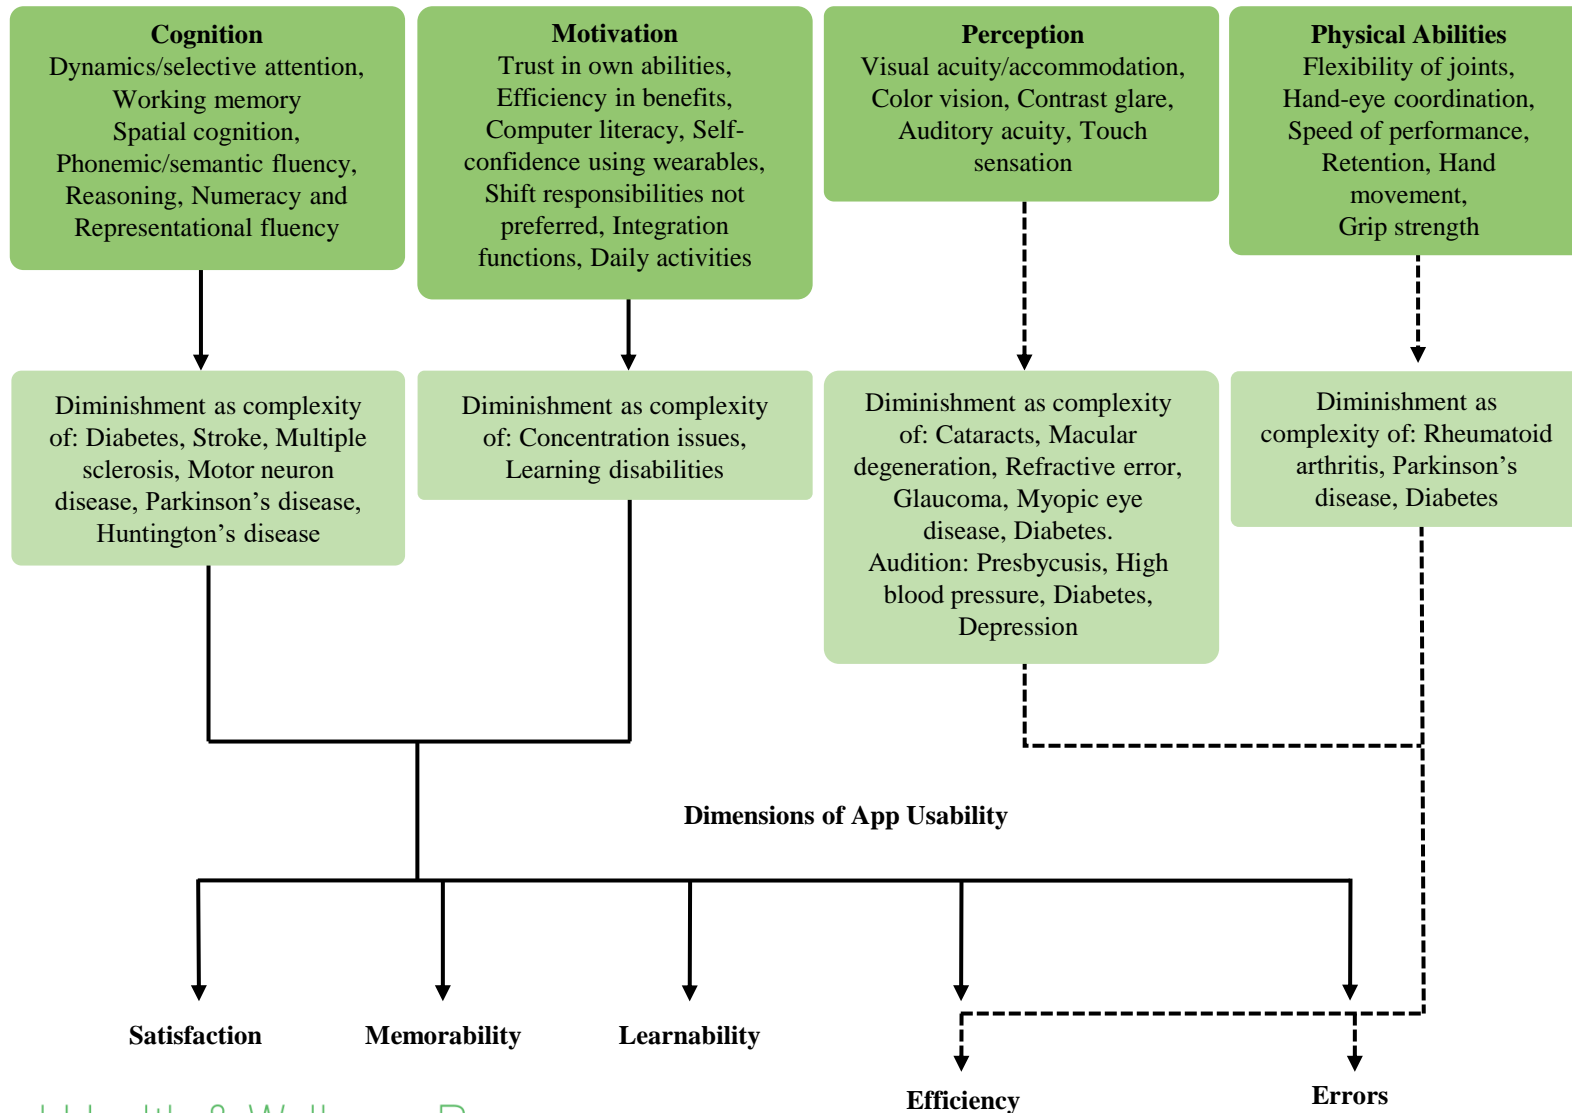 Cognition
Dynamics/selective attention,
Working memory
Spatial cognition,
Phonemic/semantic fluency,
Reasoning, Numeracy and
Representational fluency
Motivation
Trust in own abilities,
Efficiency in benefits,
Computer literacy, Self-
confidence using wearables,
Shift responsibilities not
preferred, Integration
functions, Daily activities
Perception
Visual acuity/accommodation,
Color vision, Contrast glare,
Auditory acuity, Touch
sensation
Physical Abilities
Flexibility of joints,
Hand-eye coordination,
Speed of performance,
Retention, Hand
movement,
Grip strength
Diminishment as complexity
of: Diabetes, Stroke, Multiple
sclerosis, Motor neuron
disease, Parkinson’s disease,
Huntington’s disease
Diminishment as complexity
of: Concentration issues,
Learning disabilities
Diminishment as complexity
of: Cataracts, Macular
degeneration, Refractive error,
Glaucoma, Myopic eye
disease, Diabetes.
Audition: Presbycusis, High
blood pressure, Diabetes,
Depression
Diminishment as
complexity of: Rheumatoid
arthritis, Parkinson’s
disease, Diabetes
Dimensions of App Usability
Satisfaction
Memorability
Learnability
Efficiency
Errors